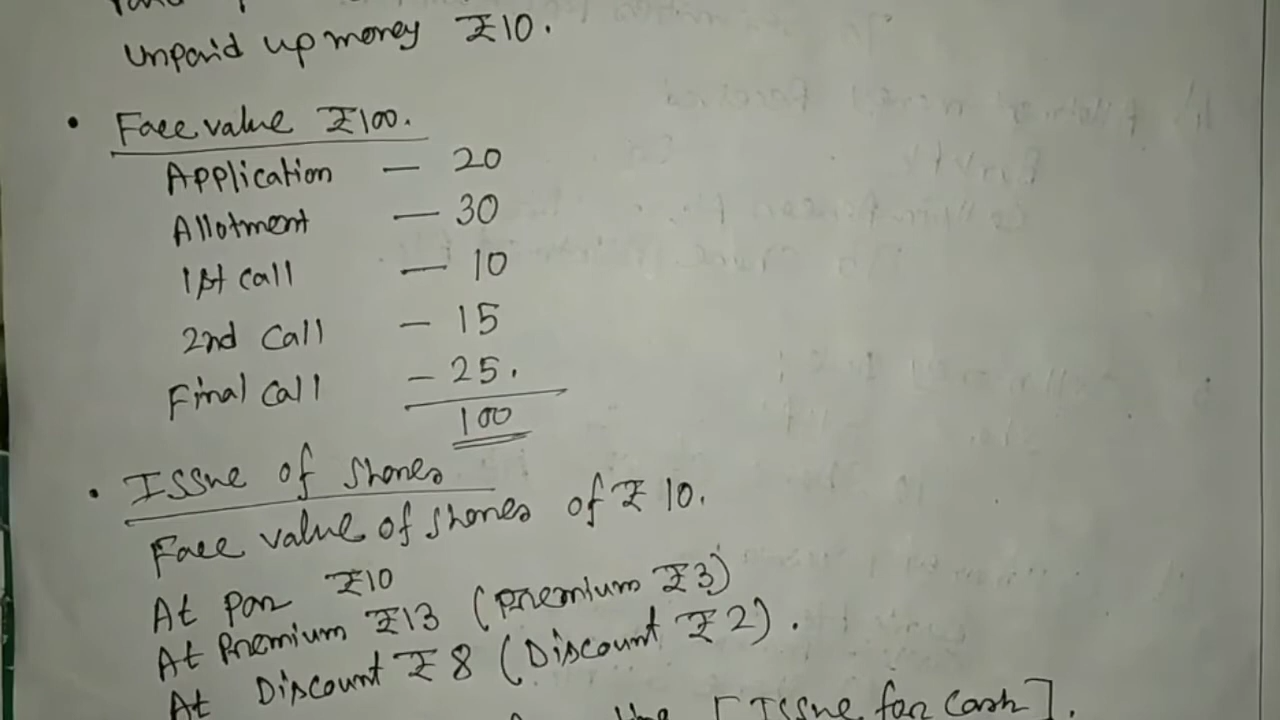 Unpaid up money ₹10.
• Face value ₹100.
Application — 20
Allotment — 30
1st call — 10
2nd call — 15
Final call — 25.
100
• Issue of shares
Face value of shares of ₹10.
At par ₹10
At Premium ₹13 (Premium ₹3)
At Discount ₹8 (Discount ₹2).
[Issue for cash].